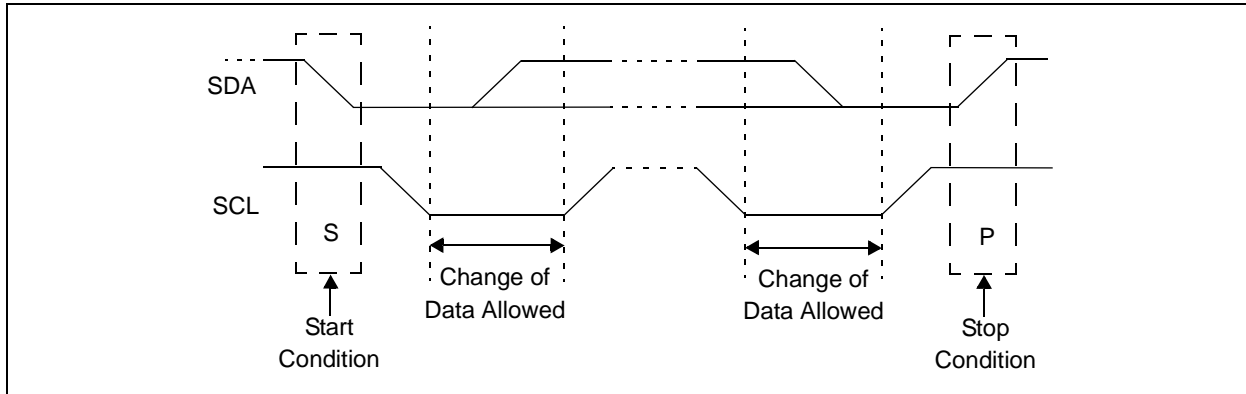 SDA
SCL
S
P
Change of
Data Allowed
Change of
Data Allowed
Start
Condition
Stop
Condition